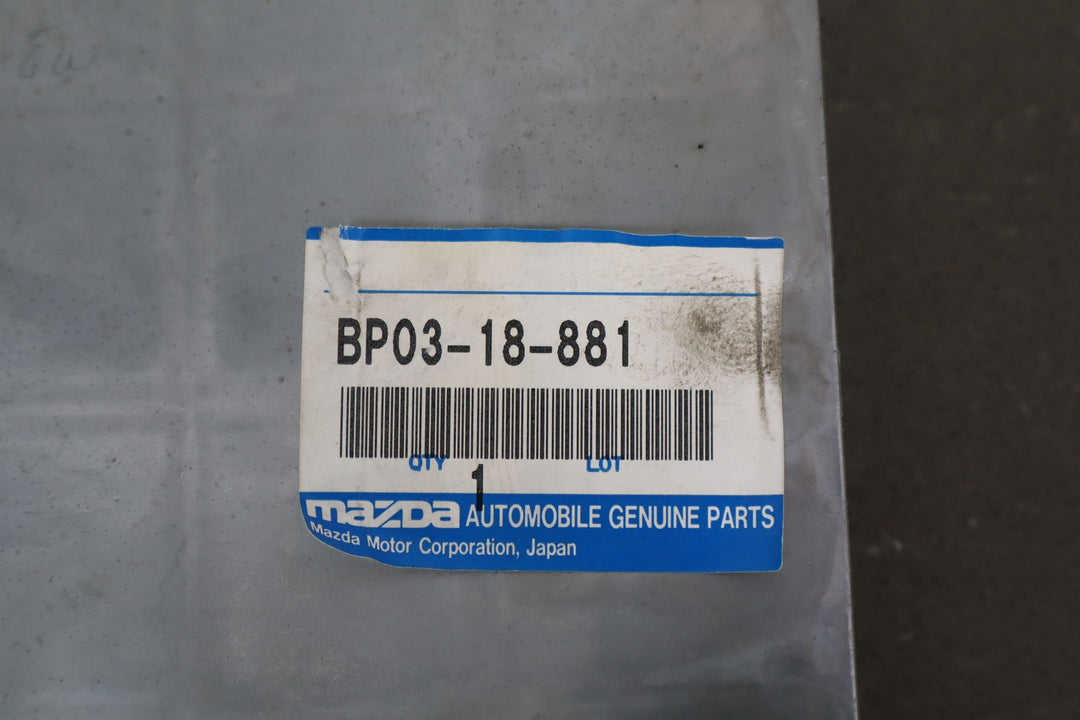 BP03-18-881
QTY LOT
1
mazda AUTOMOBILE GENUINE PARTS
Mazda Motor Corporation, Japan